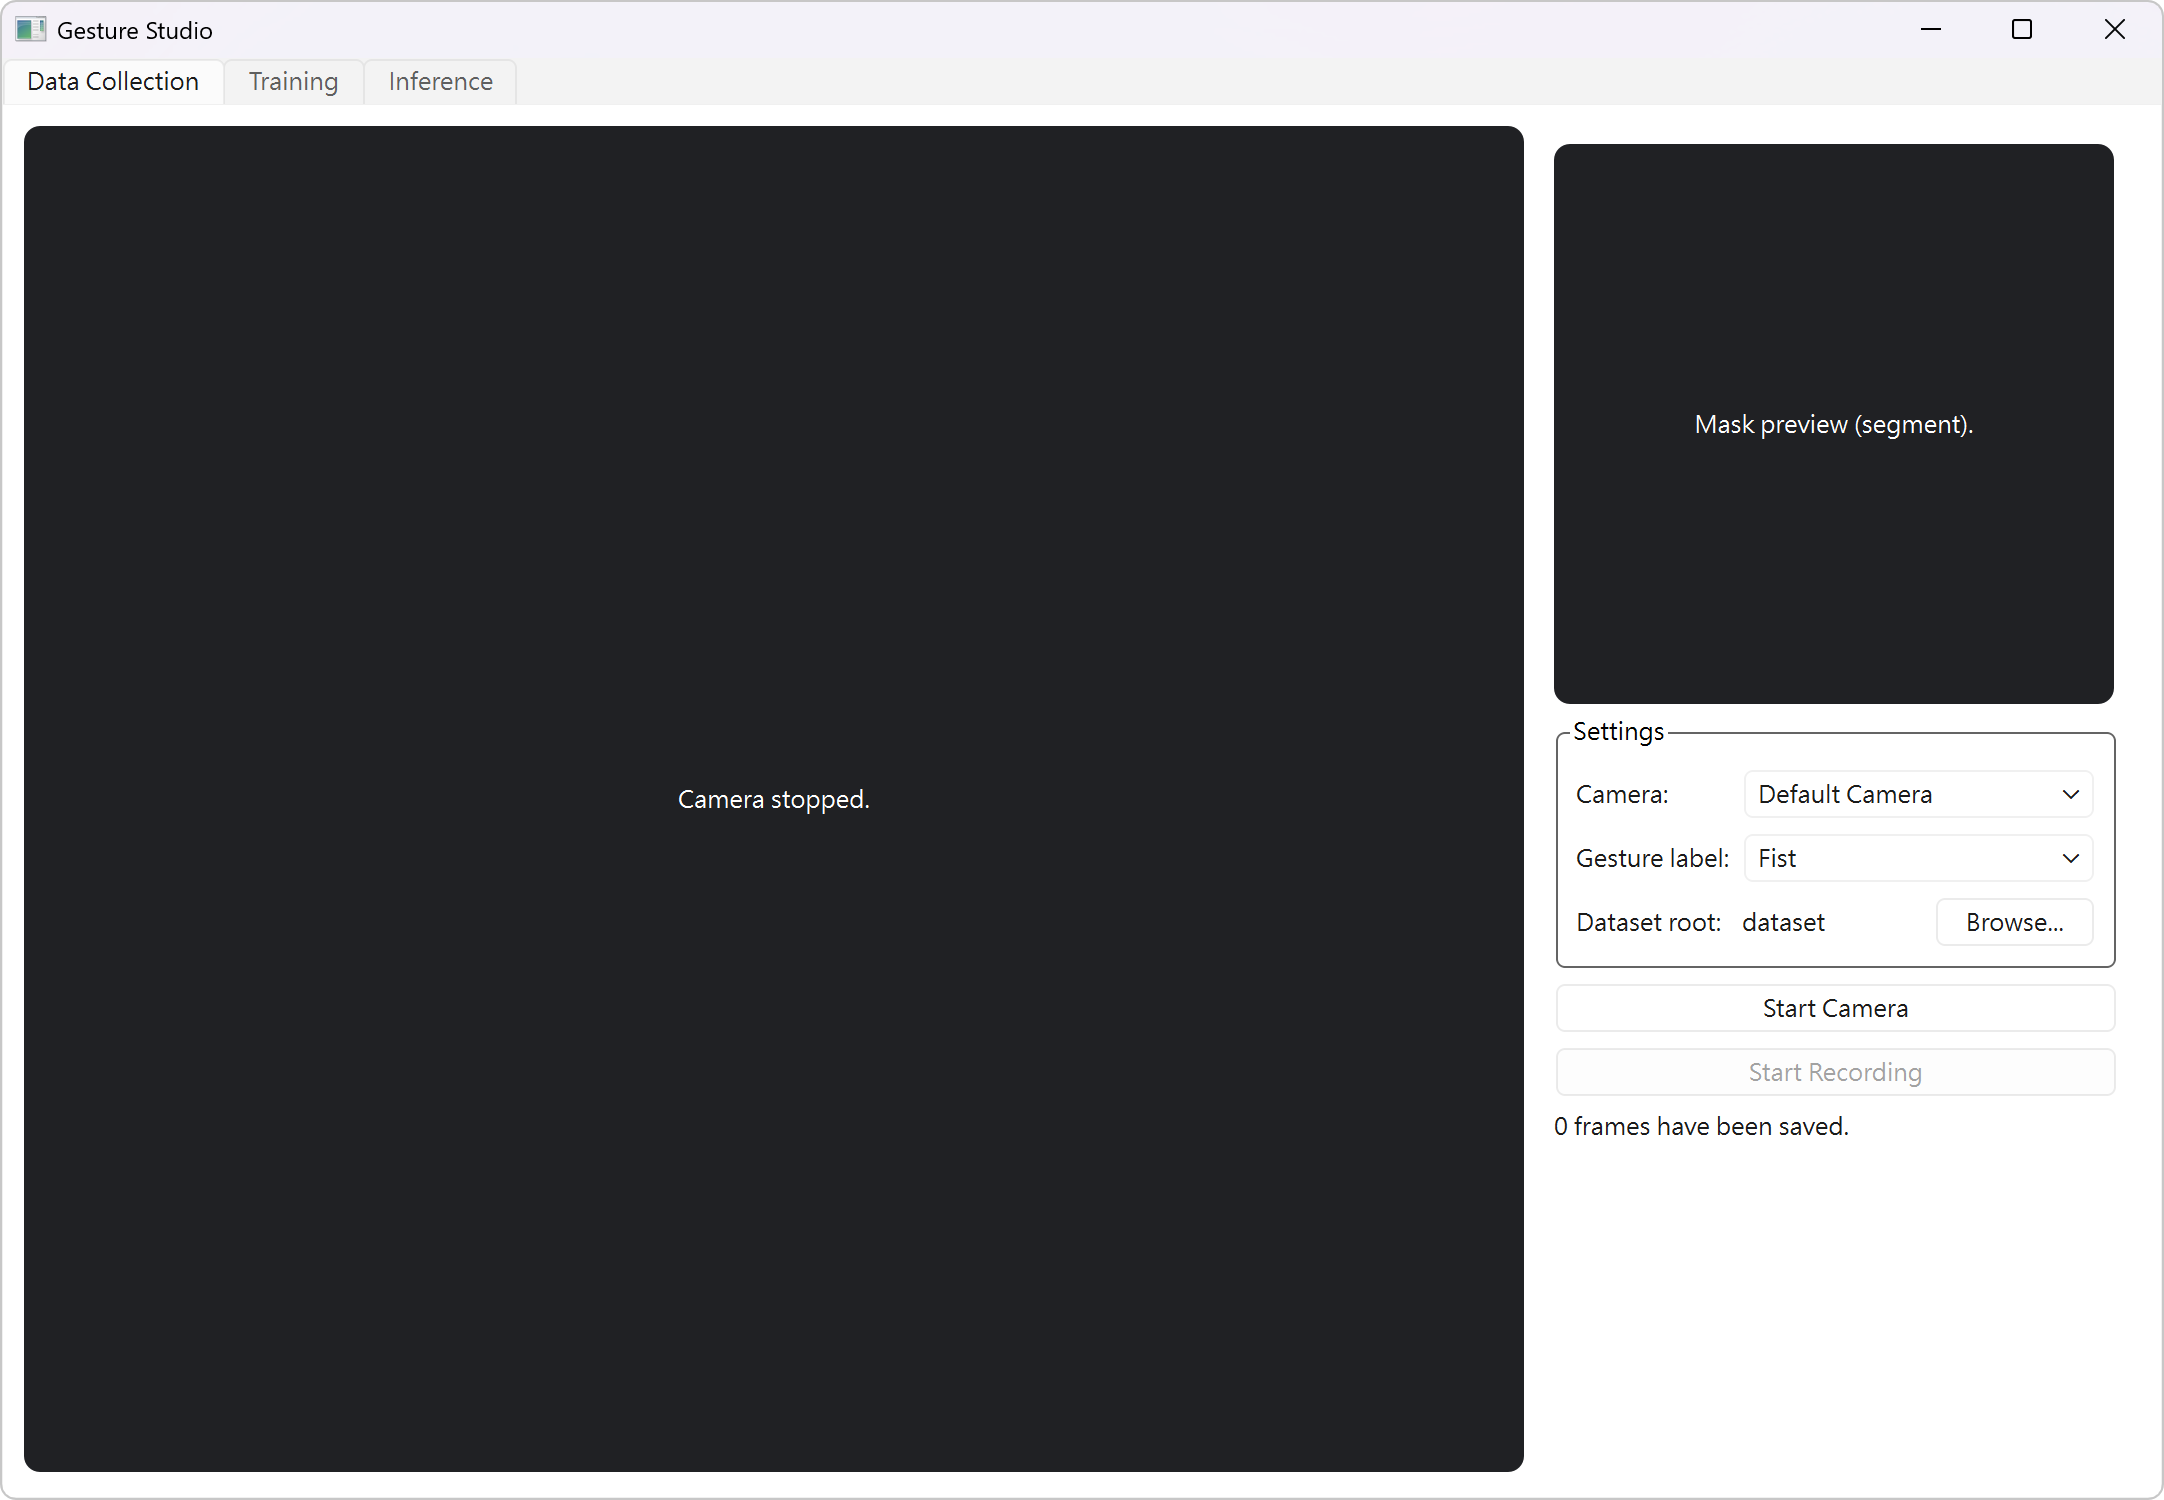 Gesture Studio
Data Collection
Training
Inference
Camera stopped.
Mask preview (segment).
Settings
Camera: Default Camera
Gesture label: Fist
Dataset root: dataset Browse...
Start Camera
Start Recording
0 frames have been saved.